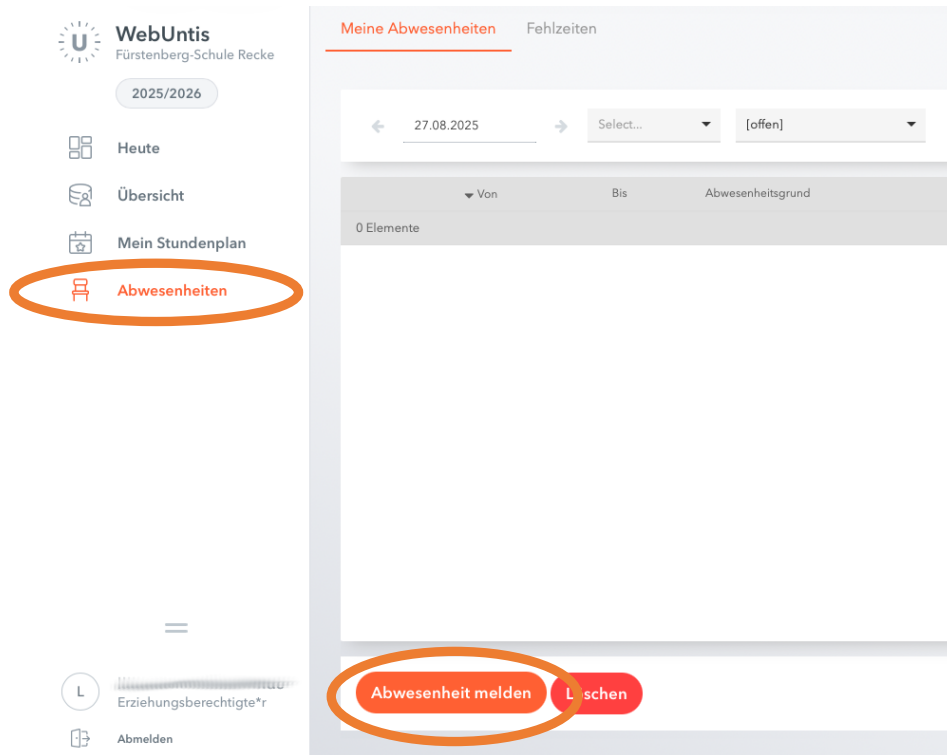 WebUntis
Fürstenberg-Schule Recke
2025/2026
Heute
Übersicht
Mein Stundenplan
Abwesenheiten
L
Erziehungsberechtigte*r
Abmelden
Meine Abwesenheiten Fehlzeiten
27.08.2025 Select... [offen]
Von Bis Abwesenheitsgrund
0 Elemente
Abwesenheit melden Löschen